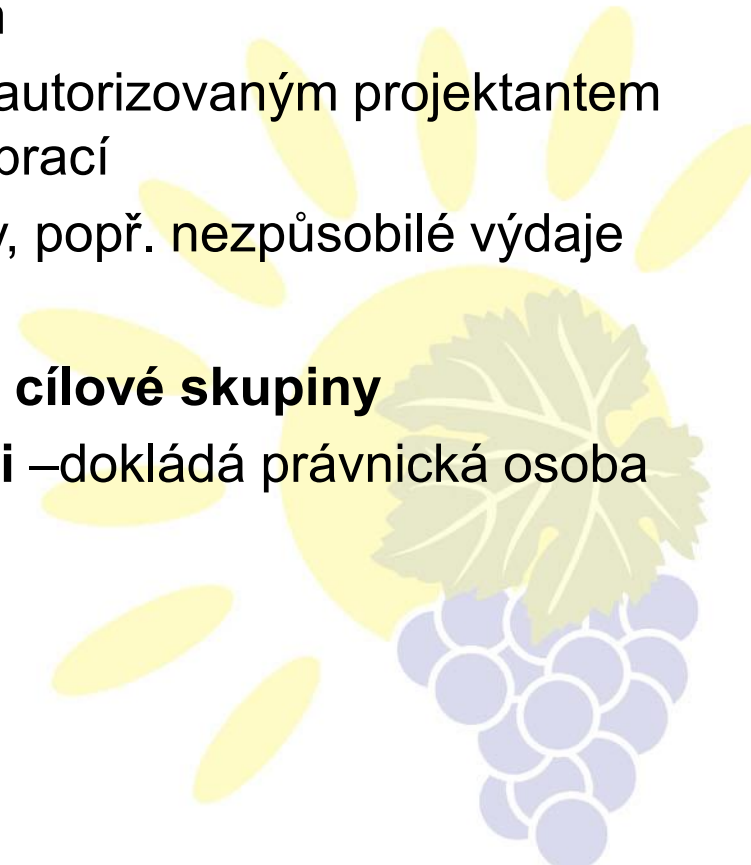 autorizovaným projektantem
prací
popř. nezpůsobilé výdaje
cílové skupiny
–dokládá právnická osoba